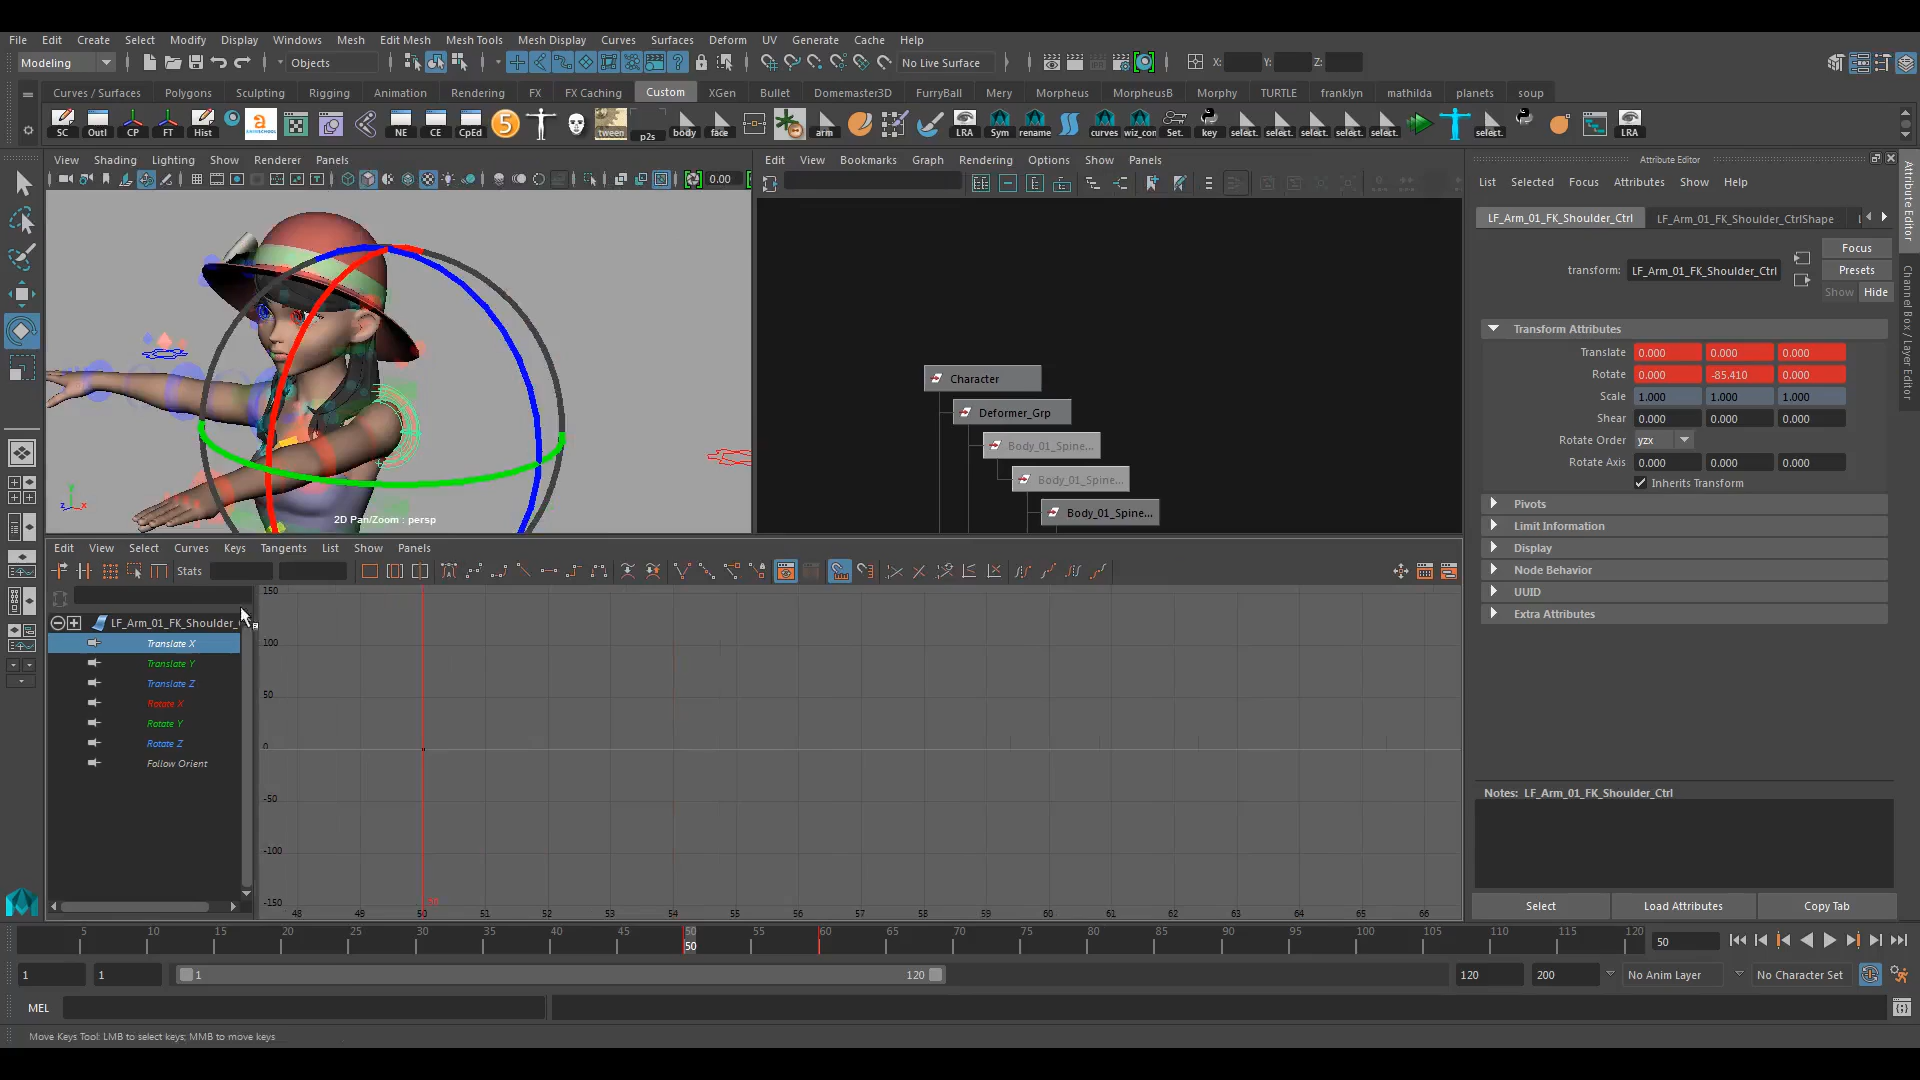 File Edit Create Select Modify Display Windows Mesh Edit Mesh Mesh Tools Mesh Display Curves Surfaces Deform UV Generate Cache Help
Modeling Objects No Live Surface X: Y: Z:
Curves / Surfaces Polygons Sculpting Rigging Animation Rendering FX FX Caching Custom XGen Bullet Domemaster3D FurryBall Mery Morpheus MorpheusB Morphy TURTLE franklyn mathilda planets soup
SC Outl CP FT Hist NE CE CpEd 5 tween p2s body face arm LRA Sym rename curves wiz_con Set. key select. select. select. select. select. select. LRA
View Shading Lighting Show Renderer Panels
0.00
2D Pan/Zoom : persp
Edit View Bookmarks Graph Rendering Options Show Panels
Character
Deformer_Grp
Body_01_Spine...
Body_01_Spine...
Body_01_Spine...
Attribute Editor
List Selected Focus Attributes Show Help
LF_Arm_01_FK_Shoulder_Ctrl LF_Arm_01_FK_Shoulder_CtrlShape
Focus
transform: LF_Arm_01_FK_Shoulder_Ctrl Presets
Show Hide
Transform Attributes
Translate 0.000 0.000 0.000
Rotate 0.000 -85.410 0.000
Scale 1.000 1.000 1.000
Shear 0.000 0.000 0.000
Rotate Order yzx
Rotate Axis 0.000 0.000 0.000
Inherits Transform
Pivots
Limit Information
Display
Node Behavior
UUID
Extra Attributes
Notes: LF_Arm_01_FK_Shoulder_Ctrl
Select Load Attributes Copy Tab
Attribute Editor
Channel Box / Layer Editor
Edit View Select Curves Keys Tangents List Show Panels
Stats
LF_Arm_01_FK_Shoulder_
Translate X
Translate Y
Translate Z
Rotate X
Rotate Y
Rotate Z
Follow Orient
150
100
50
0
-50
-100
-150
48 49 50 51 52 53 54 55 56 57 58 59 60 61 62 63 64 65 66
5 10 15 20 25 30 35 40 45 50 55 60 65 70 75 80 85 90 95 100 105 110 115 120
50
50
1 1 1 120 120 200 No Anim Layer No Character Set
MEL
Move Keys Tool: LMB to select keys; MMB to move keys